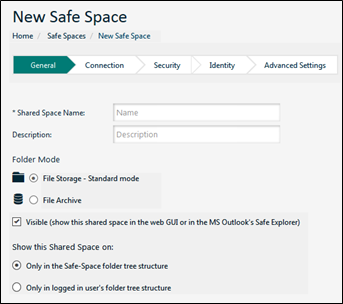 New Safe Space
Home / Safe Spaces / New Safe Space
General Connection Security Identity Advanced Settings
* Shared Space Name: Name
Description: Description
Folder Mode
File Storage - Standard mode
File Archive
Visible (show this shared space in the web GUI or in the MS Outlook's Safe Explorer)
Show this Shared Space on:
Only in the Safe-Space folder tree structure
Only in logged in user's folder tree structure